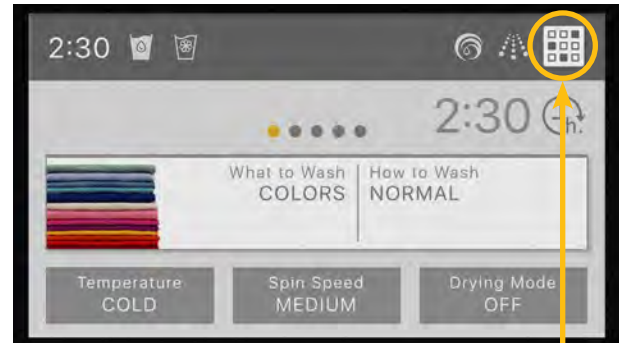 2:30
2:30 h.
What to Wash How to Wash
COLORS NORMAL
Temperature Spin Speed Drying Mode
COLD MEDIUM OFF